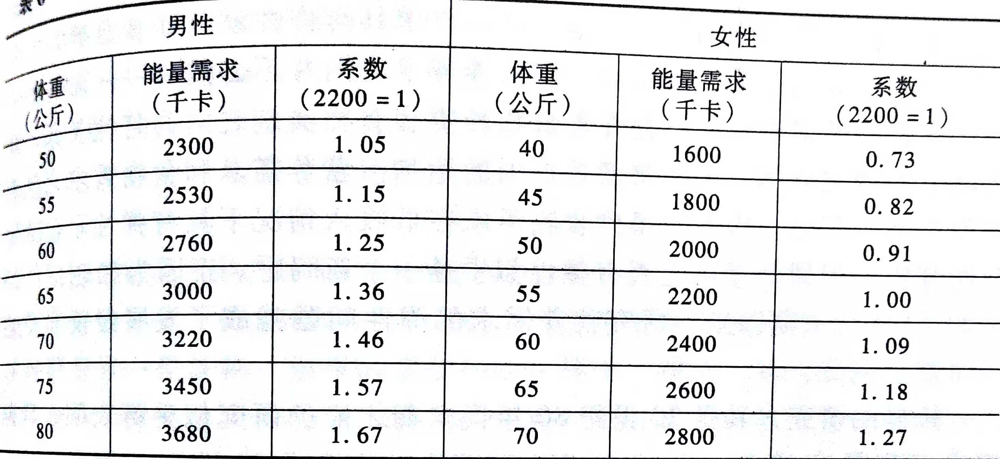 男性 女性
体重 能量需求 系数 体重 能量需求 系数
(公斤) (千卡) (2200 = 1) (公斤) (千卡) (2200 = 1)
50 2300 1.05 40 1600 0.73
55 2530 1.15 45 1800 0.82
60 2760 1.25 50 2000 0.91
65 3000 1.36 55 2200 1.00
70 3220 1.46 60 2400 1.09
75 3450 1.57 65 2600 1.18
80 3680 1.67 70 2800 1.27